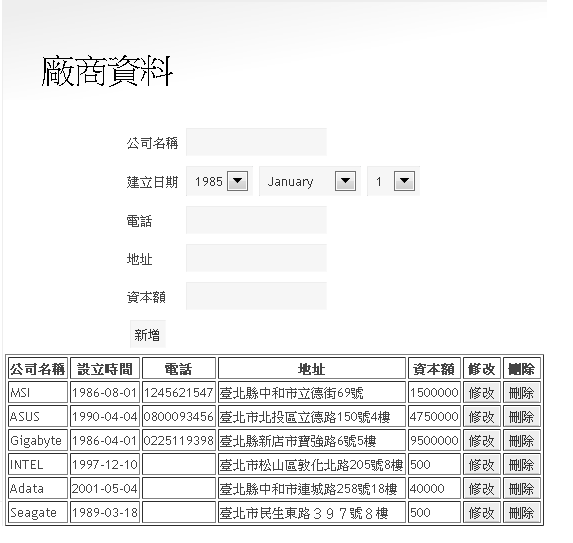 廠商資料
公司名稱
建立日期 1985 January 1
電話
地址
資本額
新增
公司名稱 設立時間 電話 地址 資本額 修改 刪除
MSI 1986-08-01 1245621547 臺北縣中和市立德街69號 1500000 修改 刪除
ASUS 1990-04-04 0800093456 臺北市北投區立德路150號4樓 4750000 修改 刪除
Gigabyte 1986-04-01 0225119398 臺北縣新店市寶強路6號5樓 9500000 修改 刪除
INTEL 1997-12-10 臺北市松山區敦化北路205號8樓 500 修改 刪除
Adata 2001-05-04 臺北縣中和市連城路258號18樓 40000 修改 刪除
Seagate 1989-03-18 臺北市民生東路３９７號８樓 500 修改 刪除